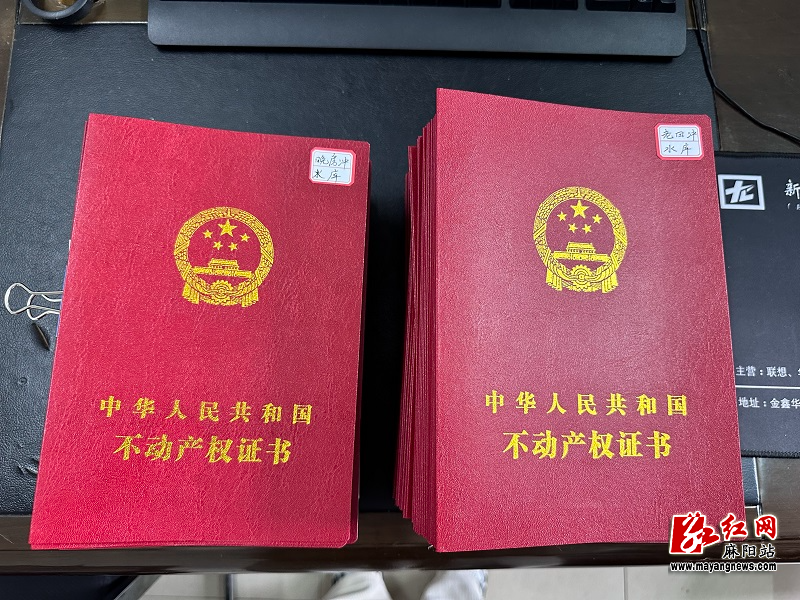 晚房冲
水库
中华人民共和国
不动产权证书
老田冲
水库
中华人民共和国
不动产权证书
新
主营：联想、
地址：金鑫华
红网
麻阳站
www.mayangnews.com